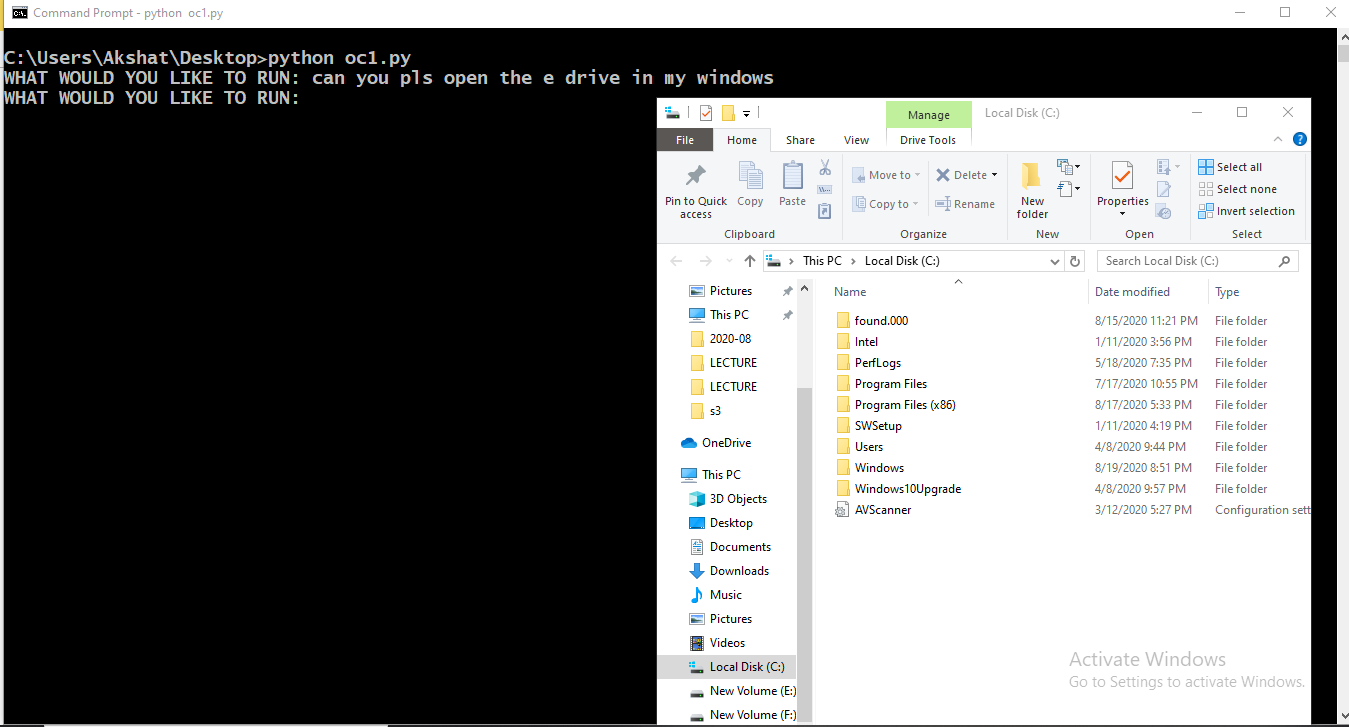 Command Prompt - python  oc1.py
C:\Users\Akshat\Desktop>python oc1.py
WHAT WOULD YOU LIKE TO RUN: can you pls open the e drive in my windows
WHAT WOULD YOU LIKE TO RUN:
Manage
Local Disk (C:)
File
Home
Share
View
Drive Tools
Pin to Quick
access
Copy
Paste
Clipboard
Move to
Copy to
Delete
Rename
Organize
New
folder
New
Properties
Open
Select all
Select none
Invert selection
Select
This PC > Local Disk (C:)
Search Local Disk (C:)
Pictures
This PC
2020-08
LECTURE
LECTURE
s3
OneDrive
This PC
3D Objects
Desktop
Documents
Downloads
Music
Pictures
Videos
Local Disk (C:)
New Volume (E:)
New Volume (F:)
Name Date modified Type
found.000 8/15/2020 11:21 PM File folder
Intel 1/11/2020 3:56 PM File folder
PerfLogs 5/18/2020 7:35 PM File folder
Program Files 7/17/2020 10:55 PM File folder
Program Files (x86) 8/17/2020 5:33 PM File folder
SWSetup 1/11/2020 4:19 PM File folder
Users 4/8/2020 9:44 PM File folder
Windows 8/19/2020 8:51 PM File folder
Windows10Upgrade 4/8/2020 9:57 PM File folder
AVScanner 3/12/2020 5:27 PM Configuration sett
Activate Windows
Go to Settings to activate Windows.